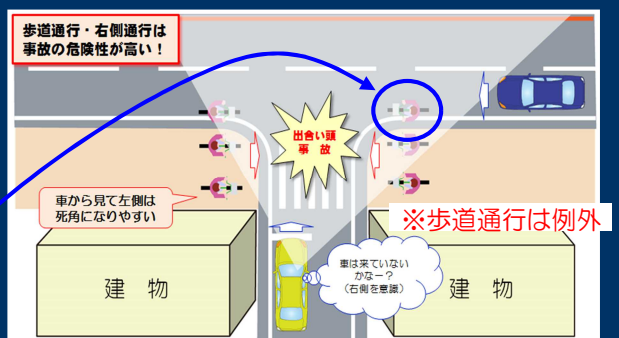 歩道通行・右側通行は
事故の危険性が高い！
出合い頭
事 故
車から見て左側は
死角になりやすい
※歩道通行は例外
車は来ていない
かなー？
（右側を意識）
建 物
建 物